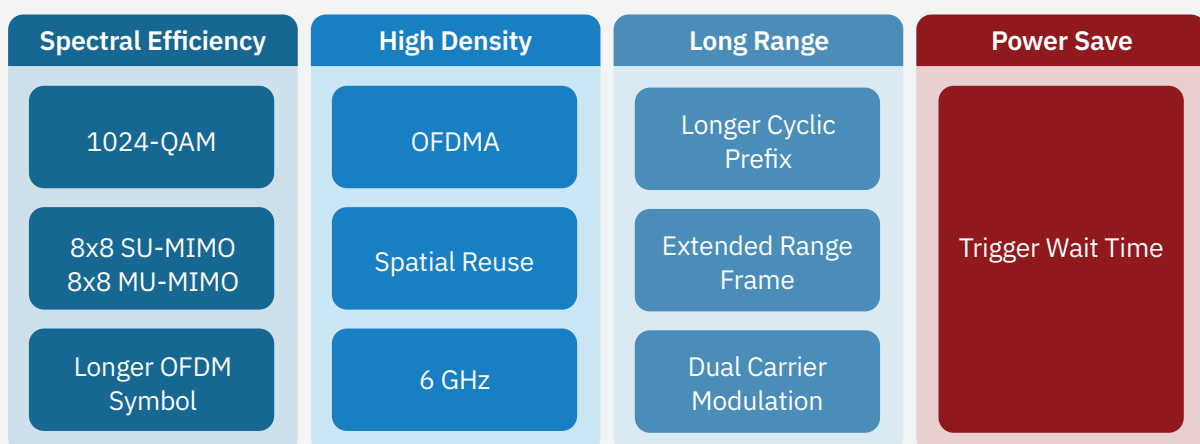 Spectral Efficiency
1024-QAM
8x8 SU-MIMO
8x8 MU-MIMO
Longer OFDM
Symbol
High Density
OFDMA
Spatial Reuse
6 GHz
Long Range
Longer Cyclic
Prefix
Extended Range
Frame
Dual Carrier
Modulation
Power Save
Trigger Wait Time